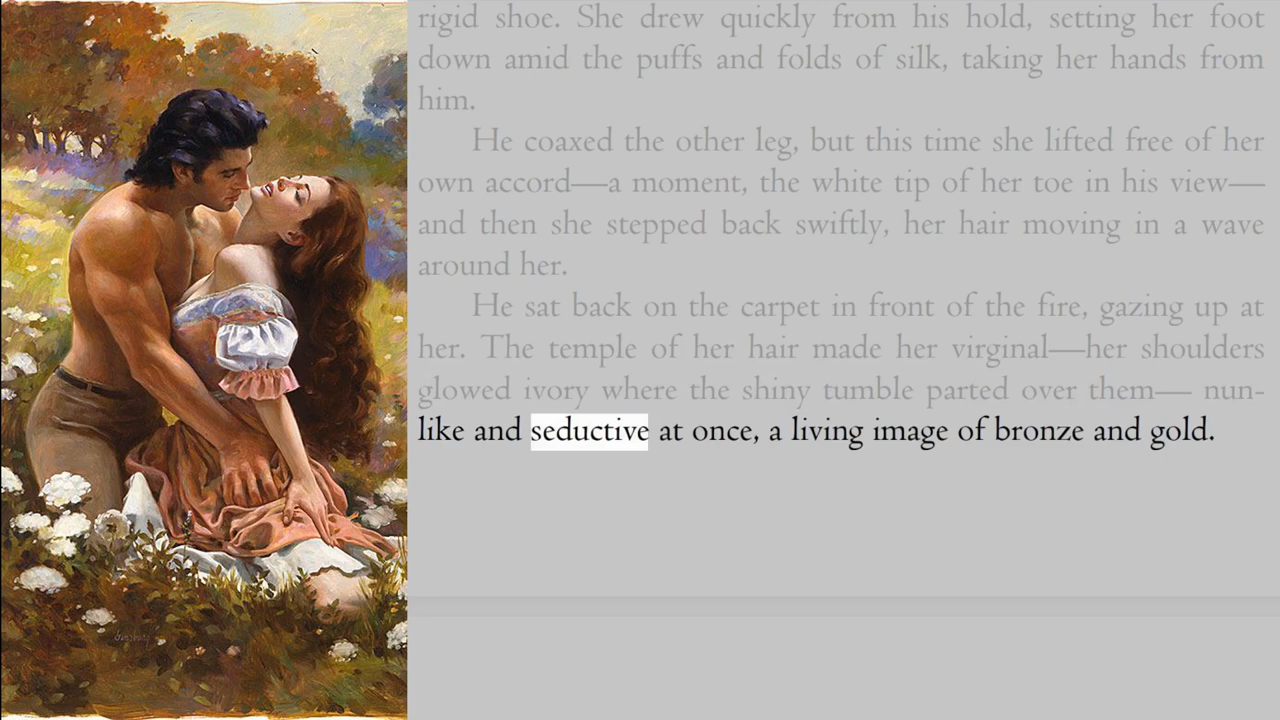 rigid shoe. She drew quickly from his hold, setting her foot
down amid the puffs and folds of silk, taking her hands from
him.
He coaxed the other leg, but this time she lifted free of her
own accord—a moment, the white tip of her toe in his view—
and then she stepped back swiftly, her hair moving in a wave
around her.
He sat back on the carpet in front of the fire, gazing up at
her. The temple of her hair made her virginal—her shoulders
glowed ivory where the shiny tumble parted over them— nun-
like and seductive at once, a living image of bronze and gold.